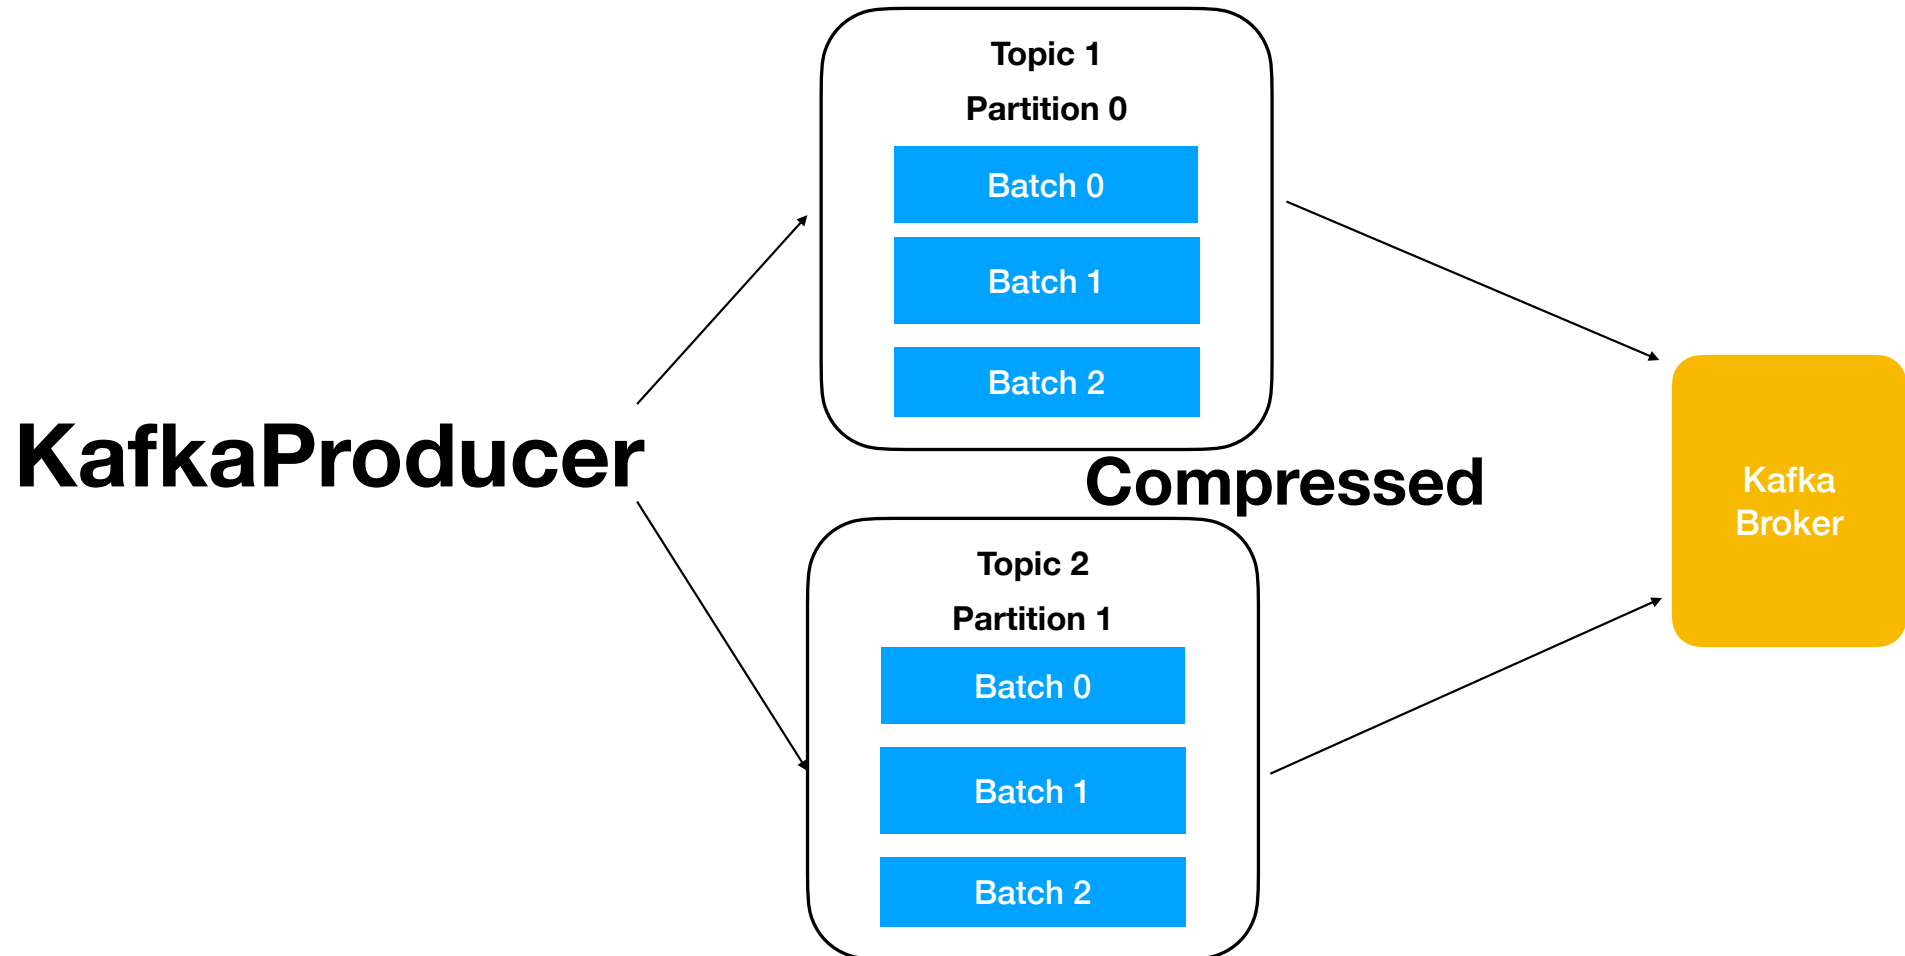 KafkaProducer
Topic 1
Partition 0
Batch 0
Batch 1
Batch 2
Compressed
Topic 2
Partition 1
Batch 0
Batch 1
Batch 2
Kafka
Broker